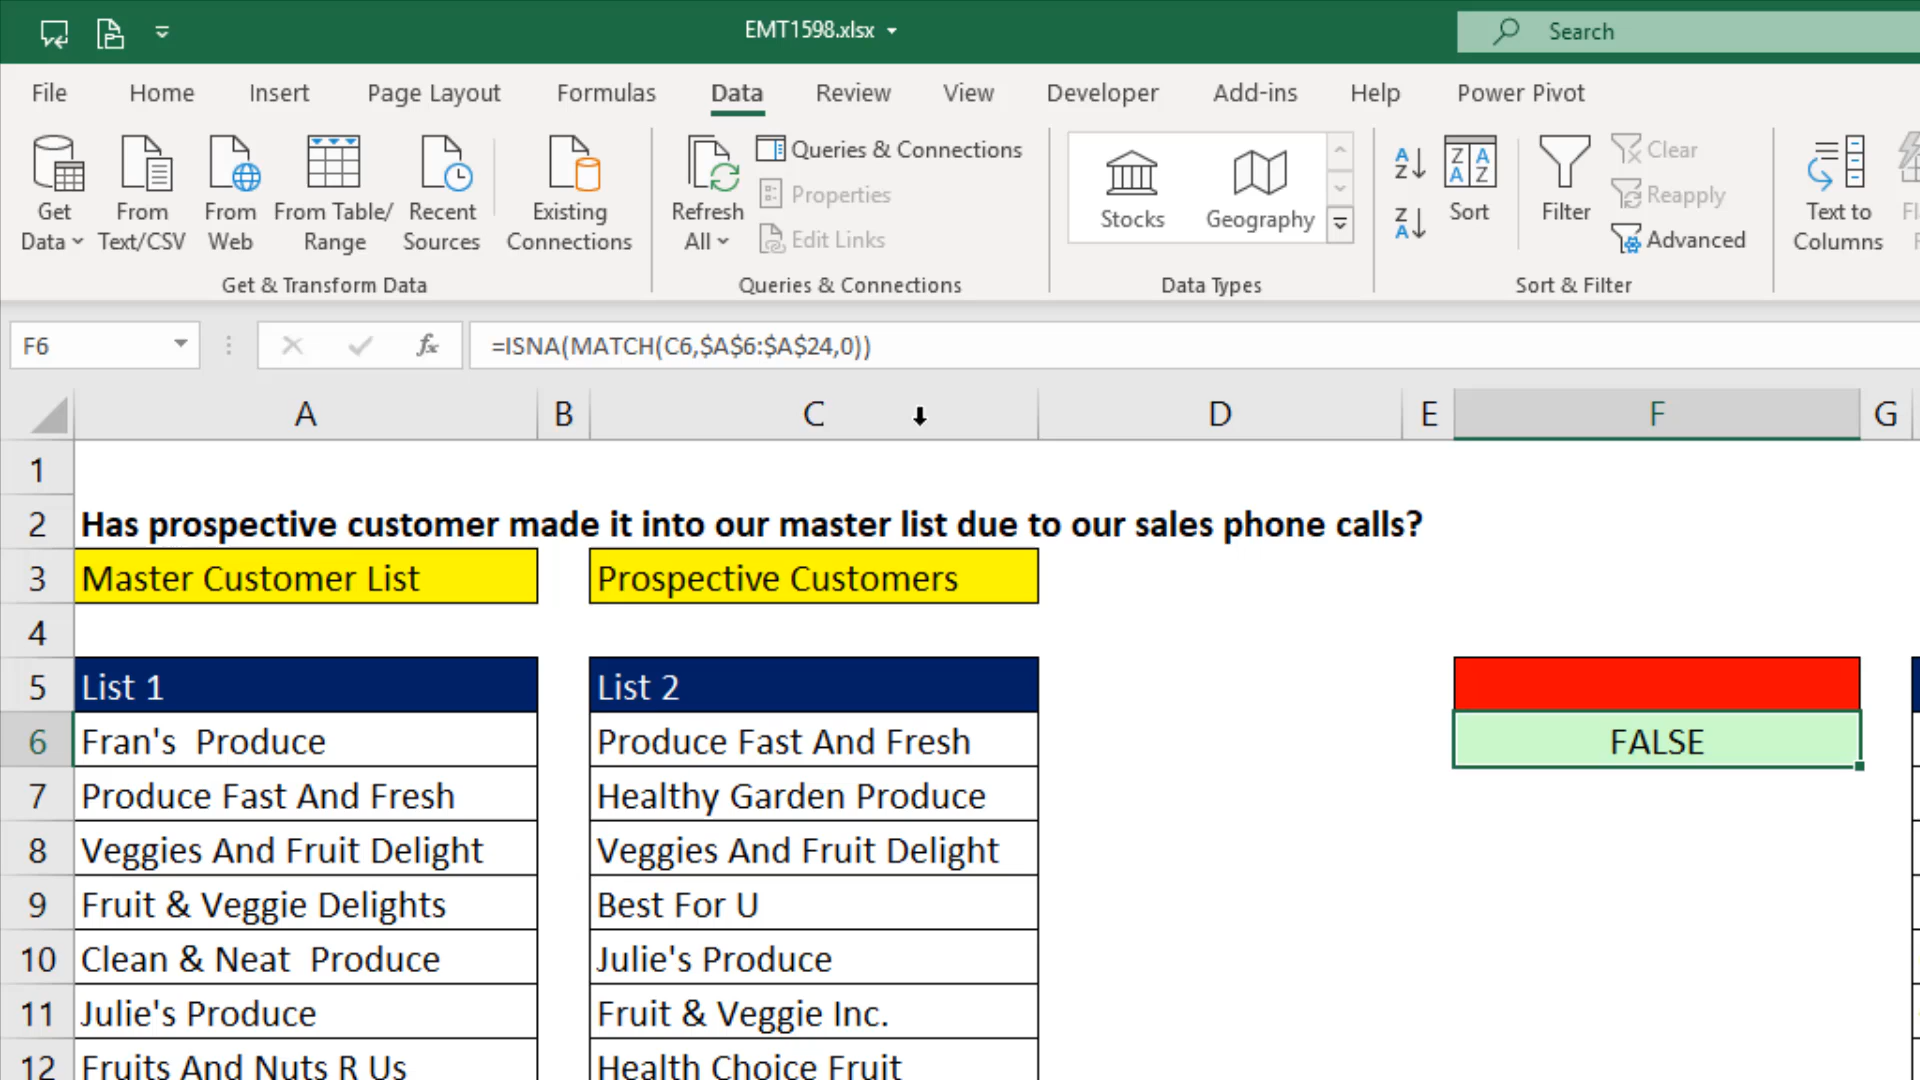 EMT1598.xlsx
Search
File Home Insert Page Layout Formulas Data Review View Developer Add-ins Help Power Pivot
Get Data
From Text/CSV
From Web
From Table/Range
Recent Sources
Existing Connections
Get & Transform Data
Refresh All
Queries & Connections
Properties
Edit Links
Queries & Connections
Stocks
Geography
Data Types
Sort
Filter
Clear
Reapply
Advanced
Sort & Filter
Text to Columns
F6 fx =ISNA(MATCH(C6,$A$6:$A$24,0))
A B C D E F G
1
2 Has prospective customer made it into our master list due to our sales phone calls?
3 Master Customer List Prospective Customers
4
5 List 1 List 2
6 Fran's  Produce Produce Fast And Fresh FALSE
7 Produce Fast And Fresh Healthy Garden Produce
8 Veggies And Fruit Delight Veggies And Fruit Delight
9 Fruit & Veggie Delights Best For U
10 Clean & Neat  Produce Julie's Produce
11 Julie's Produce Fruit & Veggie Inc.
12 Fruits And Nuts R Us Health Choice Fruit